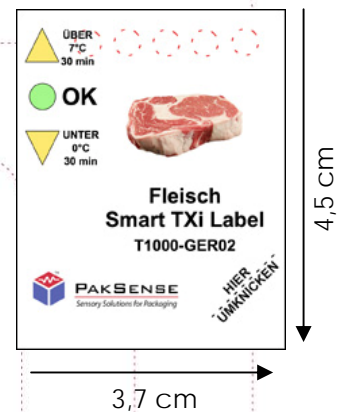 ÜBER
7°C
30 min
OK
UNTER
0°C
30 min
Fleisch
Smart TXi Label
T1000-GER02
PAKSENSE
Sensory Solutions for Packaging
HIER
UMKNICKEN
4,5 cm
3,7 cm